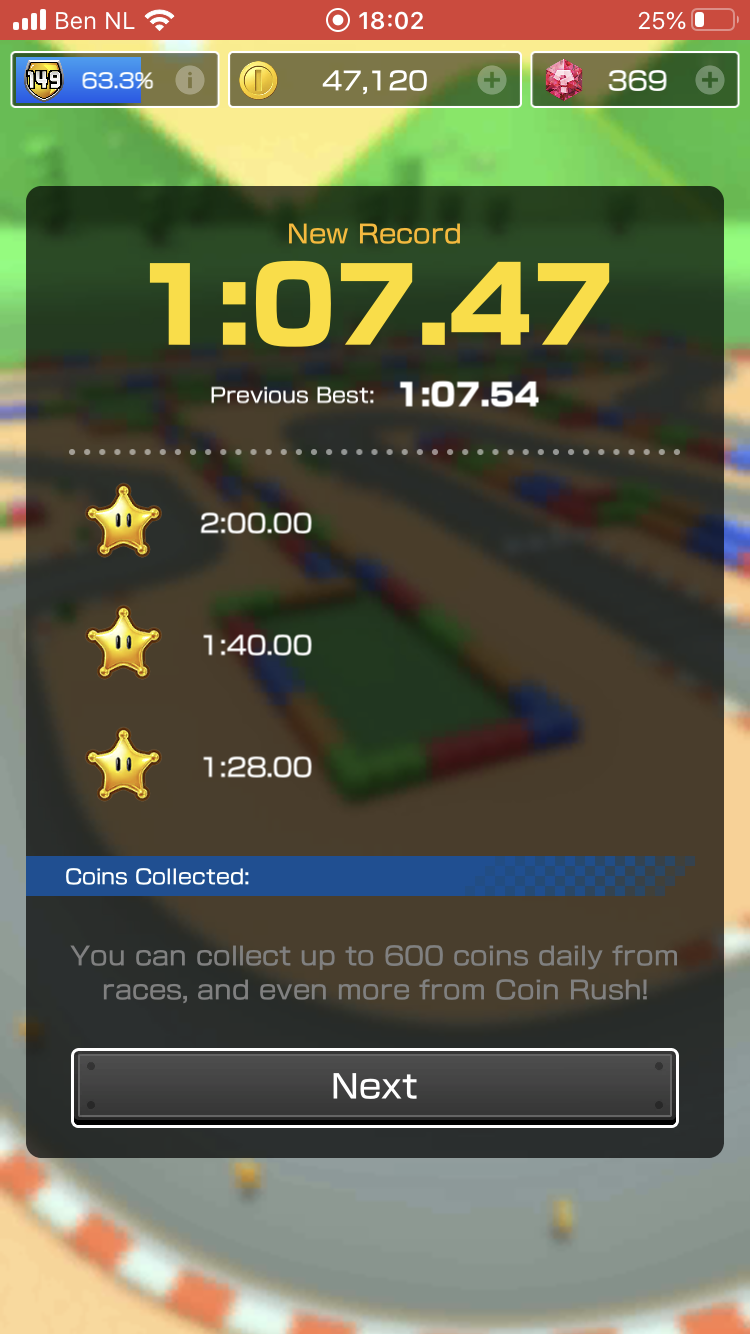 Ben NL 18:02 25%
149 63.3% i 47,120 + 369 +
New Record
1:07.47
Previous Best: 1:07.54
2:00.00
1:40.00
1:28.00
Coins Collected:
You can collect up to 600 coins daily from
races, and even more from Coin Rush!
Next